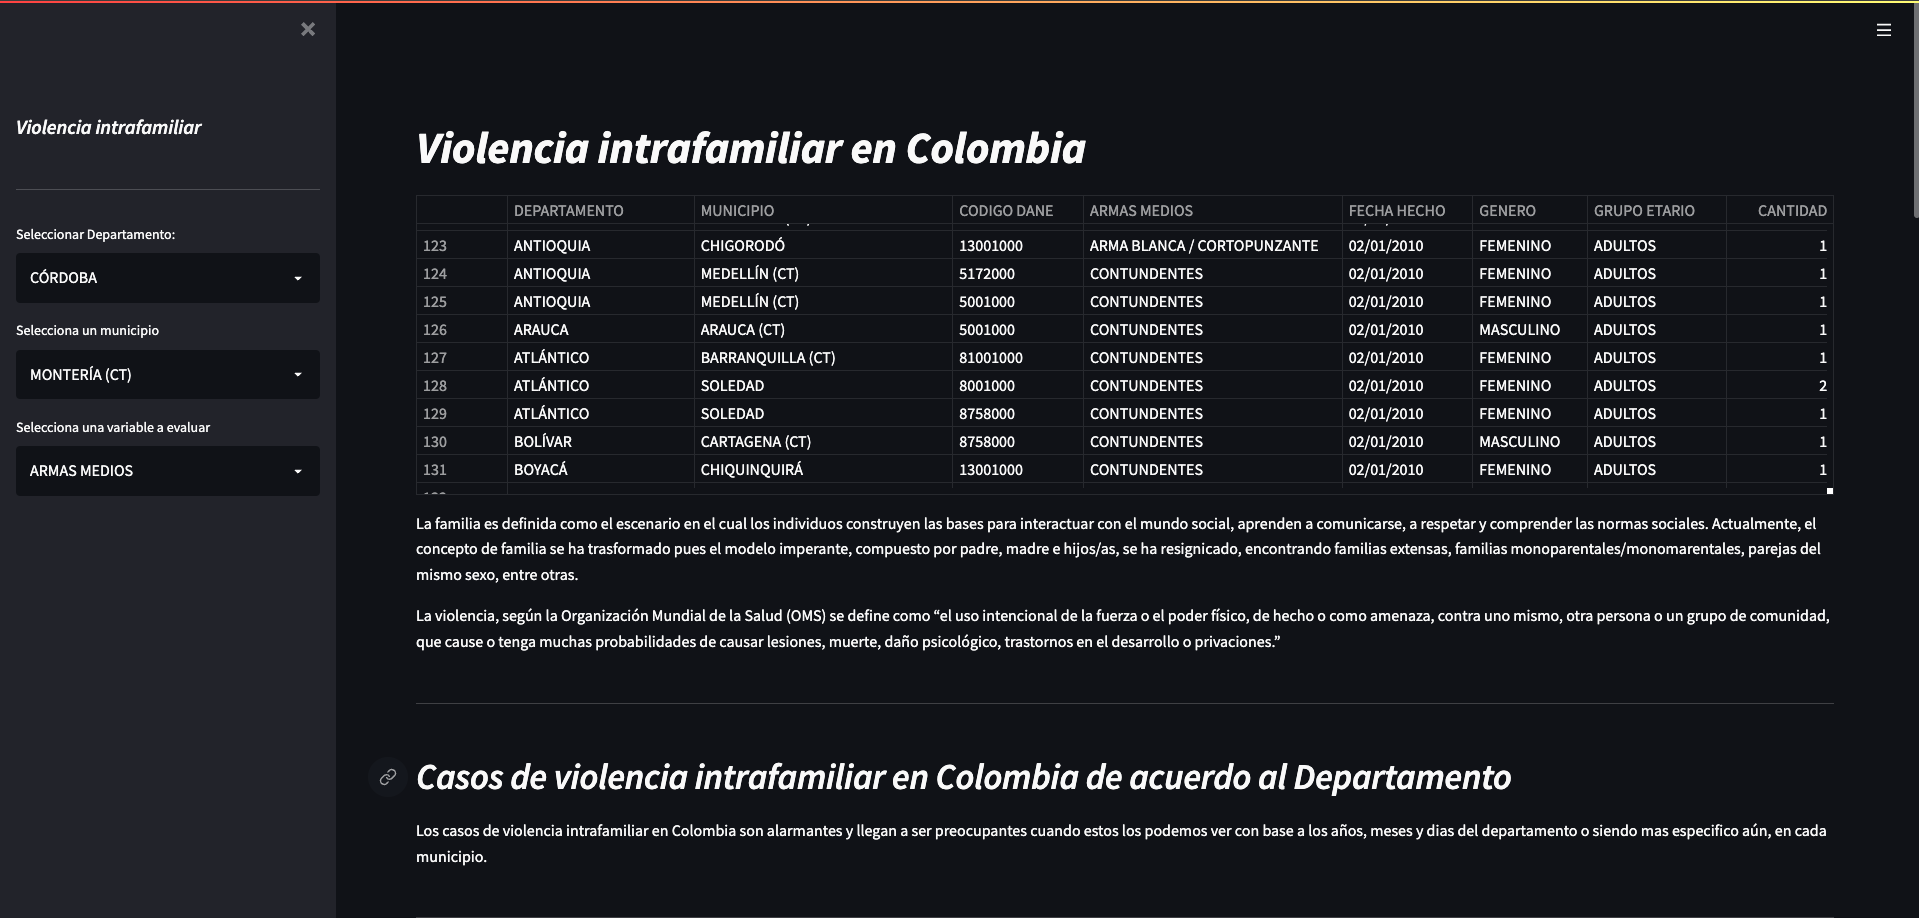 Violencia intrafamiliar
Seleccionar Departamento:
CÓRDOBA
Selecciona un municipio
MONTERÍA (CT)
Selecciona una variable a evaluar
ARMAS MEDIOS
Violencia intrafamiliar en Colombia
DEPARTAMENTO MUNICIPIO CODIGO DANE ARMAS MEDIOS FECHA HECHO GENERO GRUPO ETARIO CANTIDAD
123 ANTIOQUIA CHIGORODÓ 13001000 ARMA BLANCA / CORTOPUNZANTE 02/01/2010 FEMENINO ADULTOS 1
124 ANTIOQUIA MEDELLÍN (CT) 5172000 CONTUNDENTES 02/01/2010 FEMENINO ADULTOS 1
125 ANTIOQUIA MEDELLÍN (CT) 5001000 CONTUNDENTES 02/01/2010 FEMENINO ADULTOS 1
126 ARAUCA ARAUCA (CT) 5001000 CONTUNDENTES 02/01/2010 MASCULINO ADULTOS 1
127 ATLÁNTICO BARRANQUILLA (CT) 81001000 CONTUNDENTES 02/01/2010 FEMENINO ADULTOS 1
128 ATLÁNTICO SOLEDAD 8001000 CONTUNDENTES 02/01/2010 FEMENINO ADULTOS 2
129 ATLÁNTICO SOLEDAD 8758000 CONTUNDENTES 02/01/2010 FEMENINO ADULTOS 1
130 BOLÍVAR CARTAGENA (CT) 8758000 CONTUNDENTES 02/01/2010 MASCULINO ADULTOS 1
131 BOYACÁ CHIQUINQUIRÁ 13001000 CONTUNDENTES 02/01/2010 FEMENINO ADULTOS 1
La familia es definida como el escenario en el cual los individuos construyen las bases para interactuar con el mundo social, aprenden a comunicarse, a respetar y comprender las normas sociales. Actualmente, el
concepto de familia se ha trasformado pues el modelo imperante, compuesto por padre, madre e hijos/as, se ha resignicado, encontrando familias extensas, familias monoparentales/monomarentales, parejas del
mismo sexo, entre otras.
La violencia, según la Organización Mundial de la Salud (OMS) se define como “el uso intencional de la fuerza o el poder físico, de hecho o como amenaza, contra uno mismo, otra persona o un grupo de comunidad,
que cause o tenga muchas probabilidades de causar lesiones, muerte, daño psicológico, trastornos en el desarrollo o privaciones.”
Casos de violencia intrafamiliar en Colombia de acuerdo al Departamento
Los casos de violencia intrafamiliar en Colombia son alarmantes y llegan a ser preocupantes cuando estos los podemos ver con base a los años, meses y dias del departamento o siendo mas especifico aún, en cada
municipio.